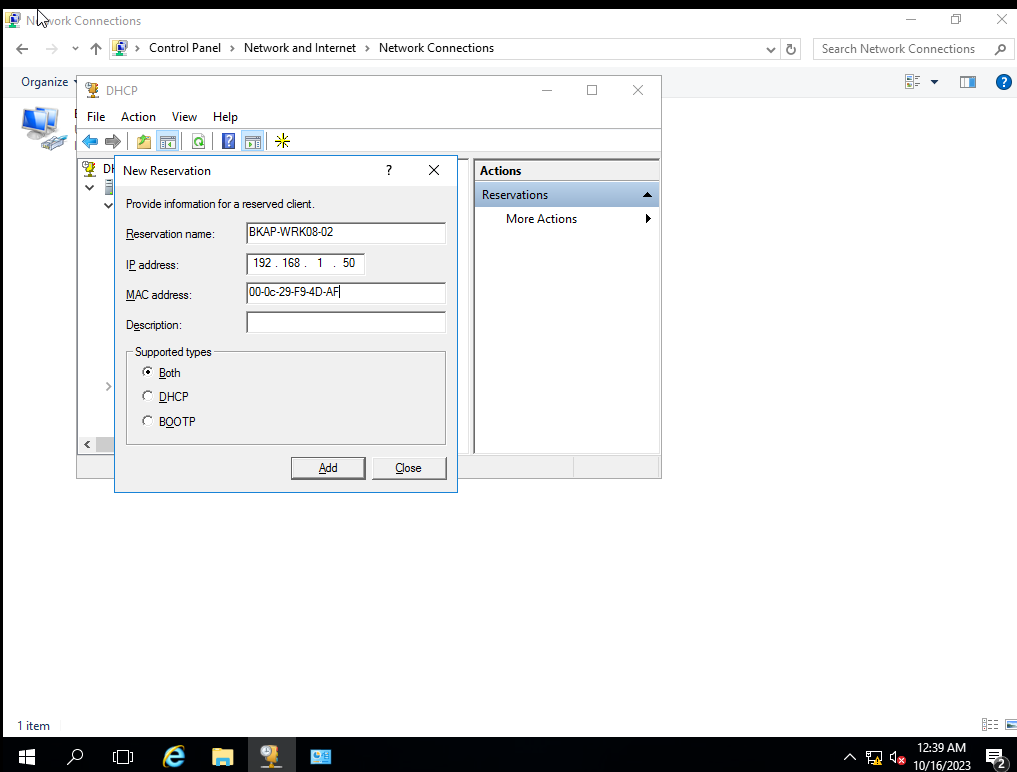 Network Connections
Control Panel > Network and Internet > Network Connections
Search Network Connections
Organize
DHCP
File Action View Help
New Reservation
?
Provide information for a reserved client.
Reservation name: BKAP-WRK08-02
IP address: 192 . 168 . 1 . 50
MAC address: 00-0c-29-F9-4D-AF
Description:
Supported types
Both
DHCP
BOOTP
Add Close
Actions
Reservations
More Actions
1 item
12:39 AM
10/16/2023
2